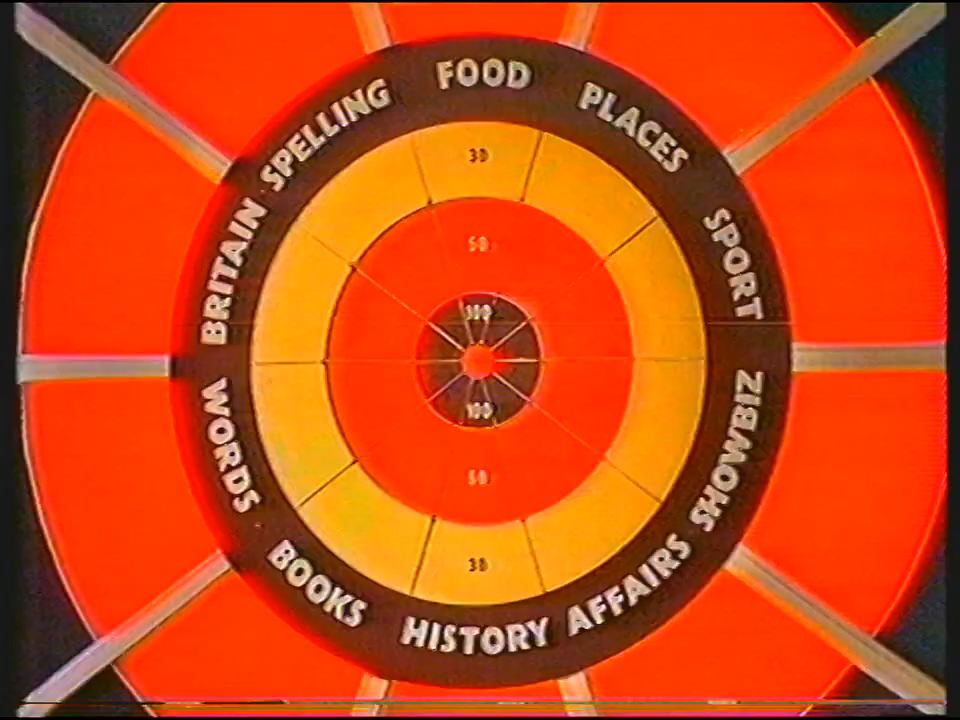 FOOD
PLACES
SPORT
SHOWBIZ
AFFAIRS
HISTORY
BOOKS
WORDS
BRITAIN
SPELLING
30
50
100
100
50
30